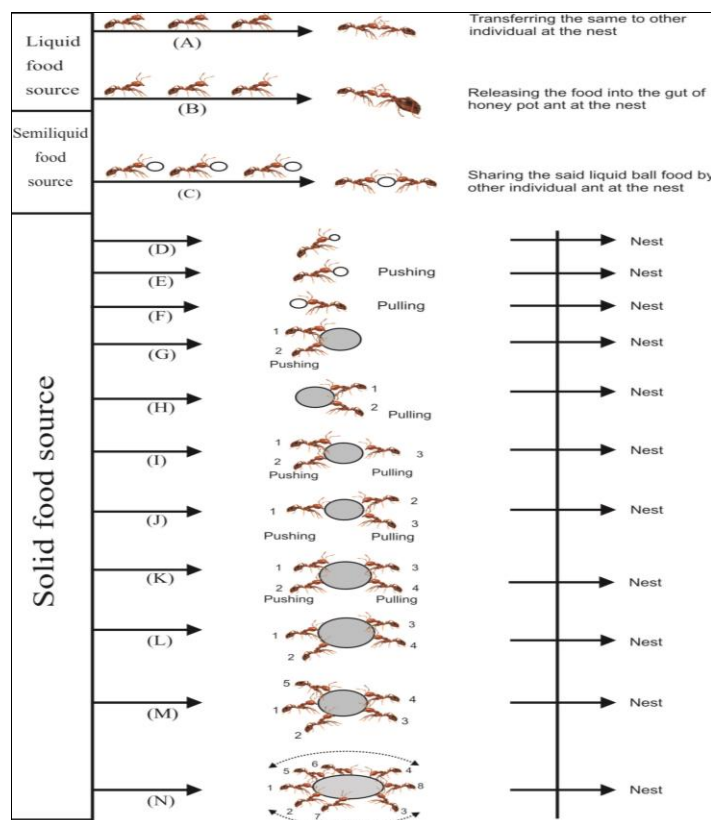 Liquid
food
source
(A)
Transferring the same to other
individual at the nest
(B)
Releasing the food into the gut of
honey pot ant at the nest
Semiliquid
food
source
(C)
Sharing the said liquid ball food by
other individual ant at the nest
Solid food source
(D)
Nest
(E)
Pushing
Nest
(F)
Pulling
Nest
(G)
1
2
Pushing
Nest
(H)
1
2
Pulling
Nest
(I)
1
2
3
Pushing
Pulling
Nest
(J)
1
2
3
Pushing
Pulling
Nest
(K)
1
3
2
4
Pushing
Pulling
Nest
(L)
1
3
2
4
Nest
(M)
5
4
1
3
2
Nest
(N)
5
6
4
1
8
2
7
3
Nest